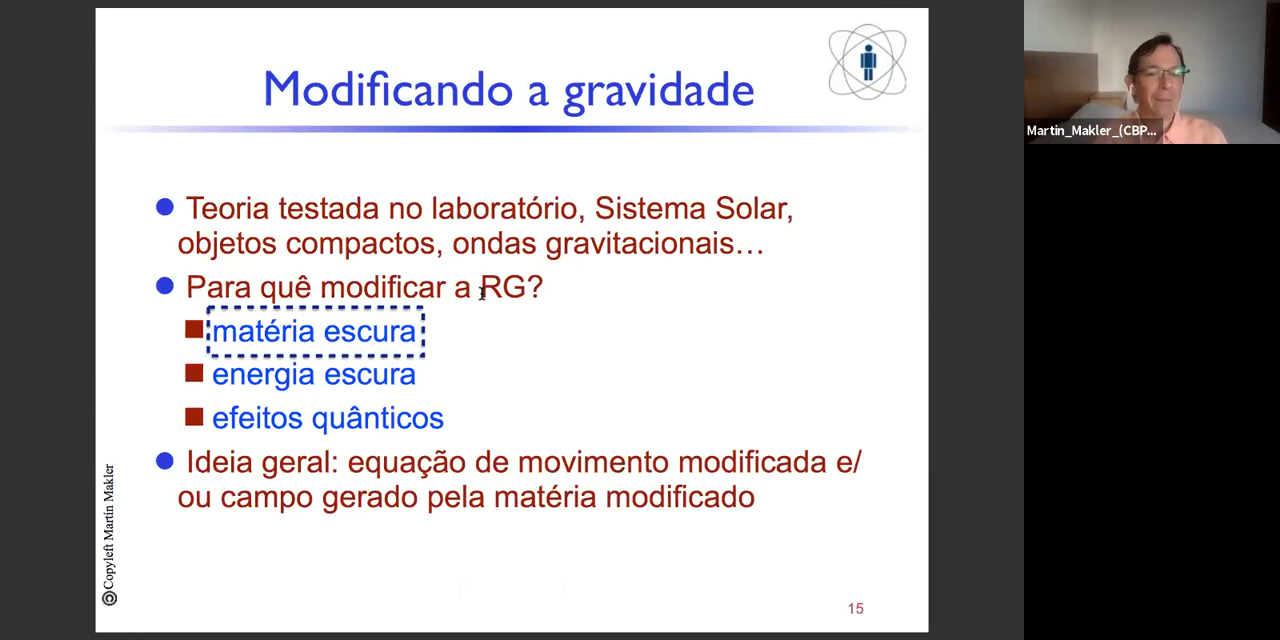 Modificando a gravidade
Teoria testada no laboratório, Sistema Solar,
objetos compactos, ondas gravitacionais…
Para quê modificar a RG?
matéria escura
energia escura
efeitos quânticos
Ideia geral: equação de movimento modificada e/
ou campo gerado pela matéria modificado
Copyleft Martín Makler
15
Martin_Makler_(CBP...